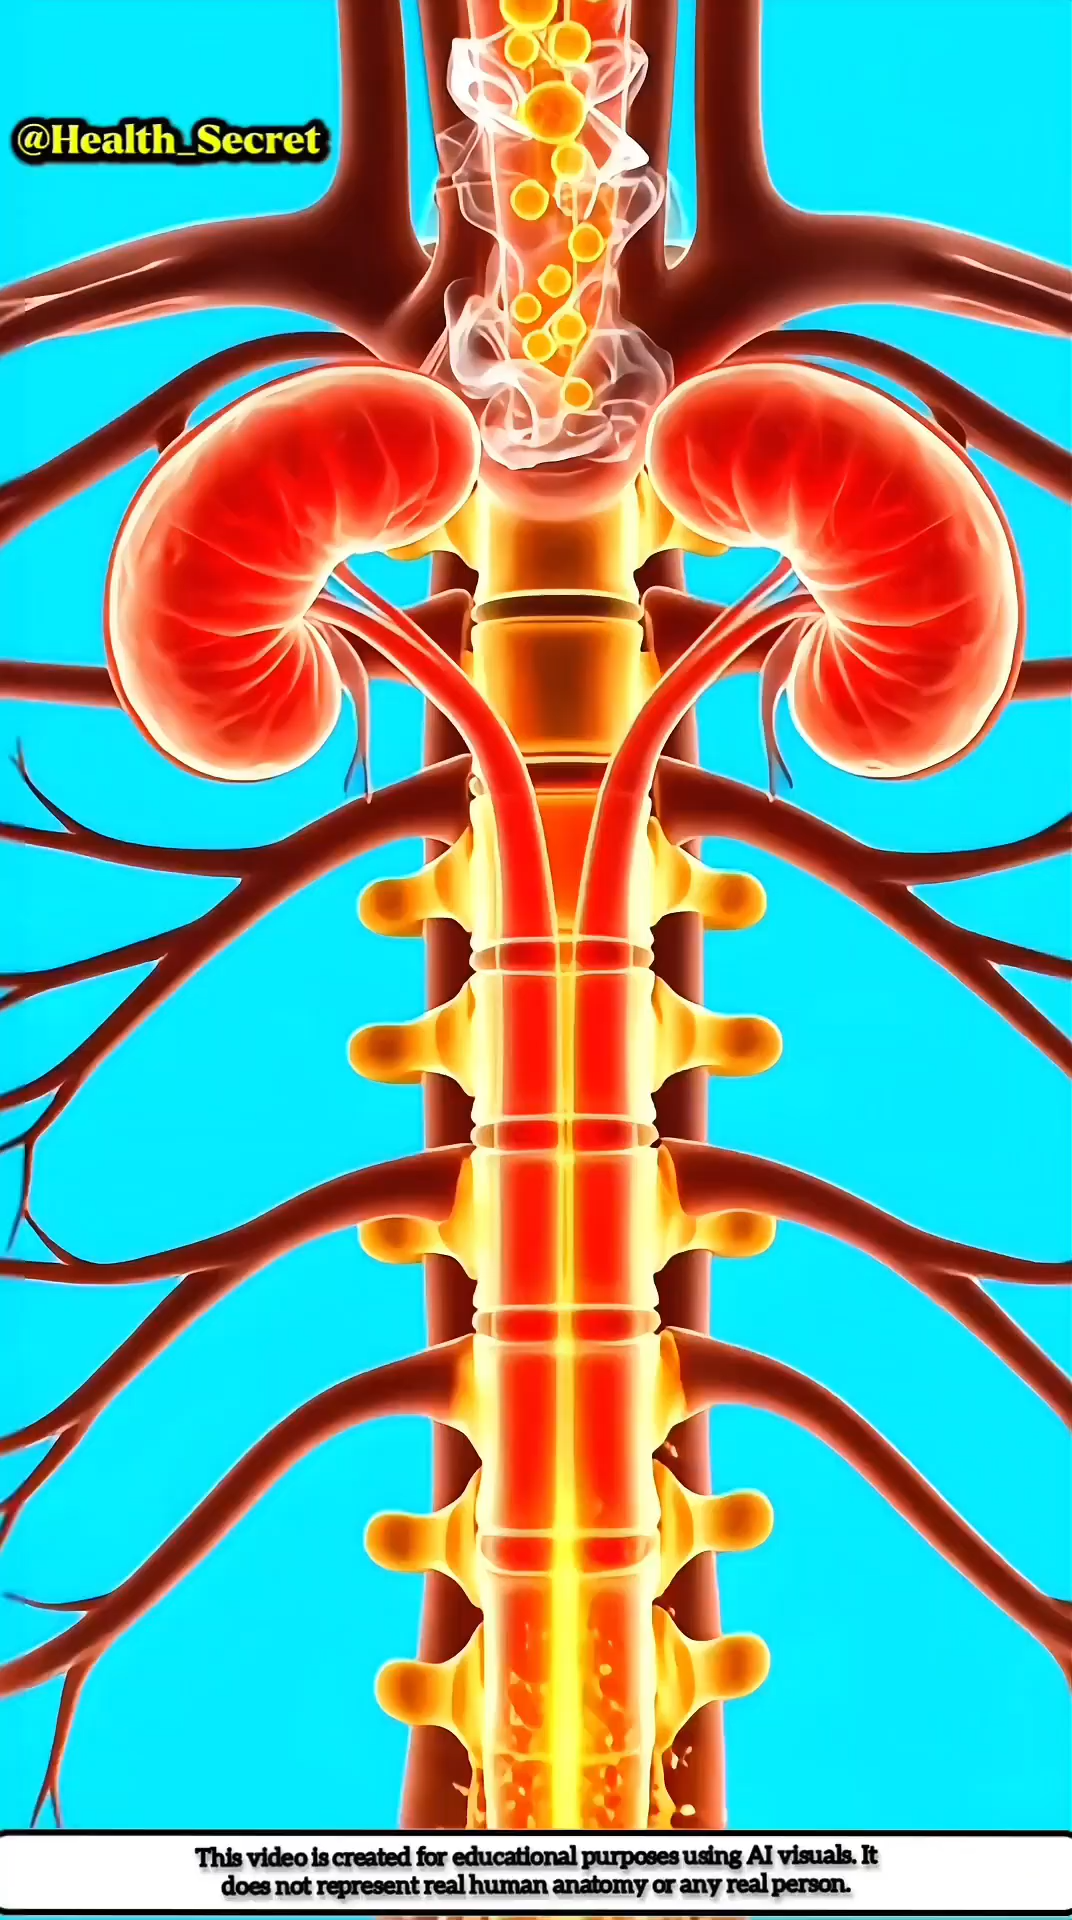 @Health_Secret
This video is created for educational purposes using AI visuals. It
does not represent real human anatomy or any real person.